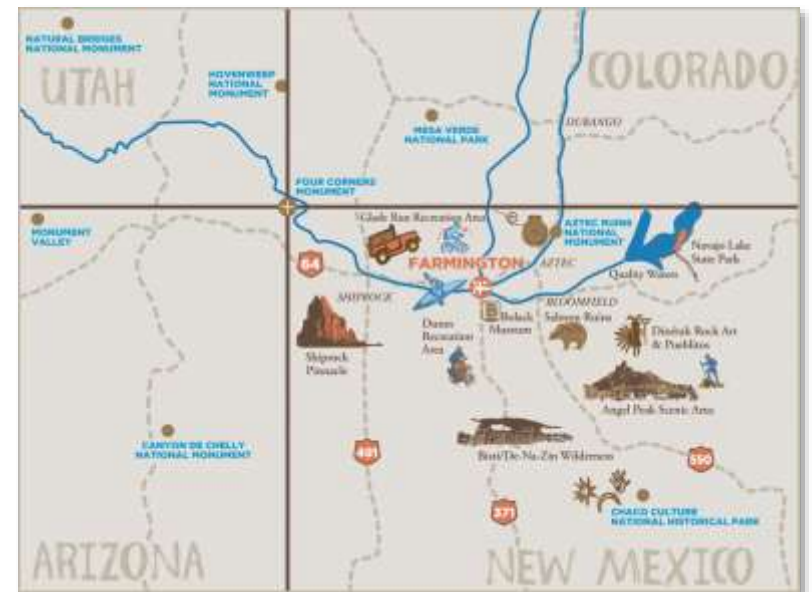 NATURAL BRIDGES
NATIONAL MONUMENT
UTAH
HOVENWEEP
NATIONAL
MONUMENT
COLORADO
MESA VERDE
NATIONAL PARK
DURANGO
FOUR CORNERS
MONUMENT
MONUMENT
VALLEY
Glade Run Recreation Area
AZTEC RUINS
NATIONAL
MONUMENT
Navajo Lake
State Park
64
FARMINGTON
AZTEC
Quality Waters
SHIPROCK
BLOOMFIELD
Bolack
Museum
Salmon Ruins
Dunes
Recreation
Area
Dinétah Rock Art
& Pueblitos
Shiprock
Pinnacle
Angel Peak Scenic Area
CANYON DE CHELLY
NATIONAL MONUMENT
491
Bisti/De-Na-Zin Wilderness
550
371
CHACO CULTURE
NATIONAL HISTORICAL PARK
ARIZONA
NEW MEXICO